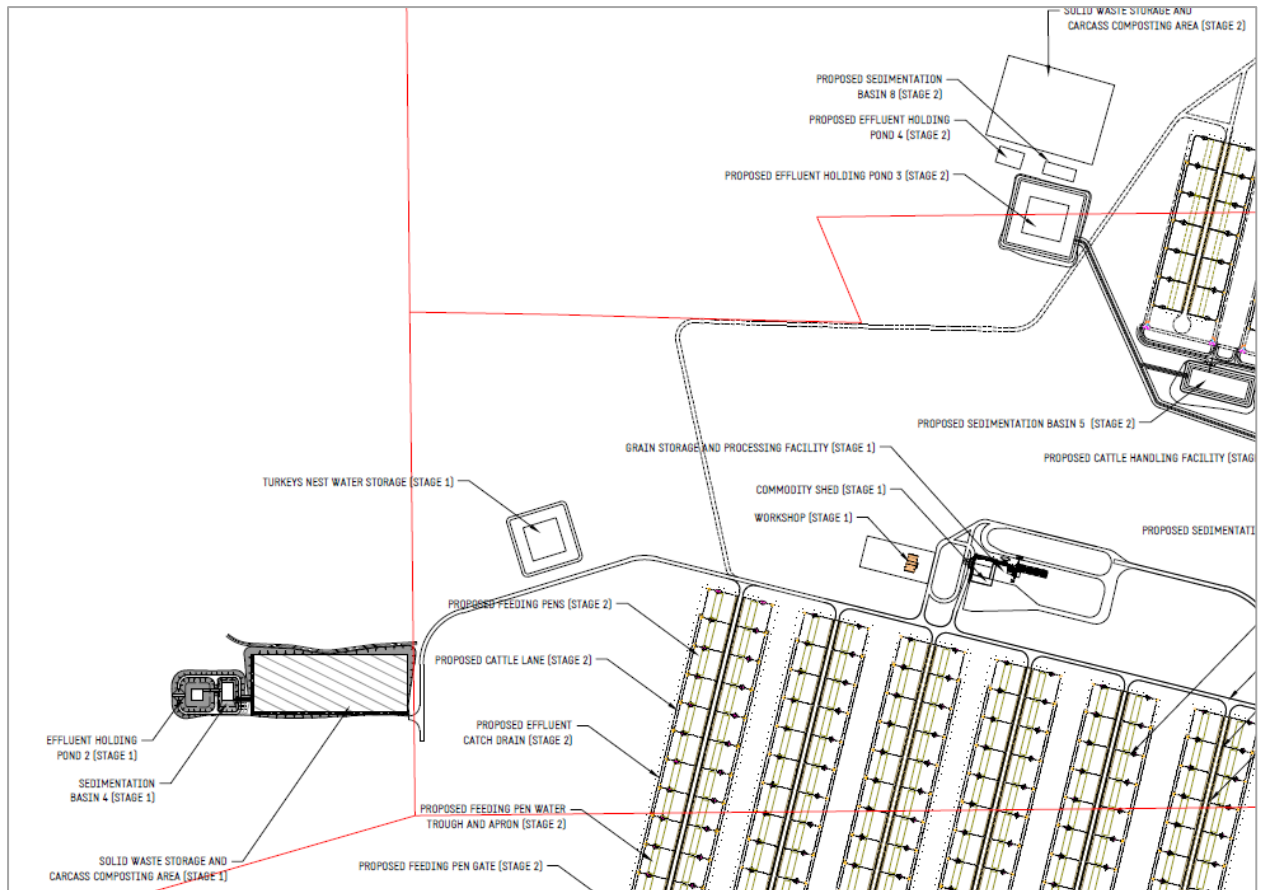 SOLID WASTE STORAGE AND
CARCASS COMPOSTING AREA (STAGE 2)
PROPOSED SEDIMENTATION
BASIN 8 (STAGE 2)
PROPOSED EFFLUENT HOLDING
POND 4 (STAGE 2)
PROPOSED EFFLUENT HOLDING POND 3 (STAGE 2)
PROPOSED SEDIMENTATION BASIN 5 (STAGE 2)
GRAIN STORAGE AND PROCESSING FACILITY (STAGE 1)
PROPOSED CATTLE HANDLING FACILITY (STAG
TURKEYS NEST WATER STORAGE (STAGE 1)
COMMODITY SHED (STAGE 1)
WORKSHOP (STAGE 1)
PROPOSED SEDIMENTATI
PROPOSED FEEDING PENS (STAGE 2)
PROPOSED CATTLE LANE (STAGE 2)
PROPOSED EFFLUENT
CATCH DRAIN (STAGE 2)
EFFLUENT HOLDING
POND 2 (STAGE 1)
SEDIMENTATION
BASIN 4 (STAGE 1)
PROPOSED FEEDING PEN WATER
TROUGH AND APRON (STAGE 2)
SOLID WASTE STORAGE AND
CARCASS COMPOSTING AREA (STAGE 1)
PROPOSED FEEDING PEN GATE (STAGE 2)